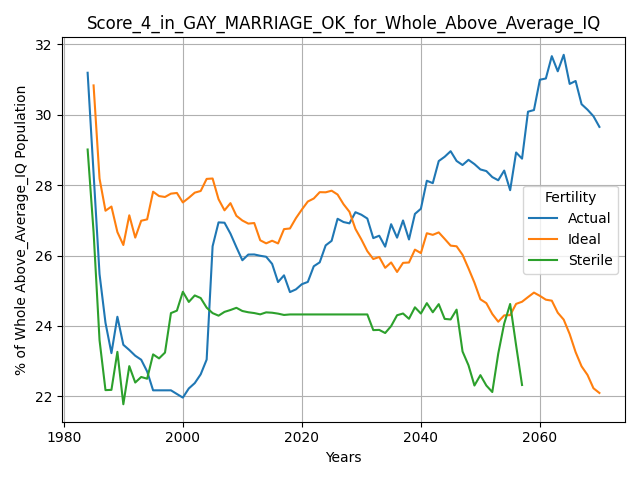 Score_4_in_GAY_MARRIAGE_OK_for_Whole_Above_Average_IQ
% of Whole Above_Average_IQ Population
32
30
28
26
24
22
Fertility
Actual
Ideal
Sterile
1980 2000 2020 2040 2060
Years